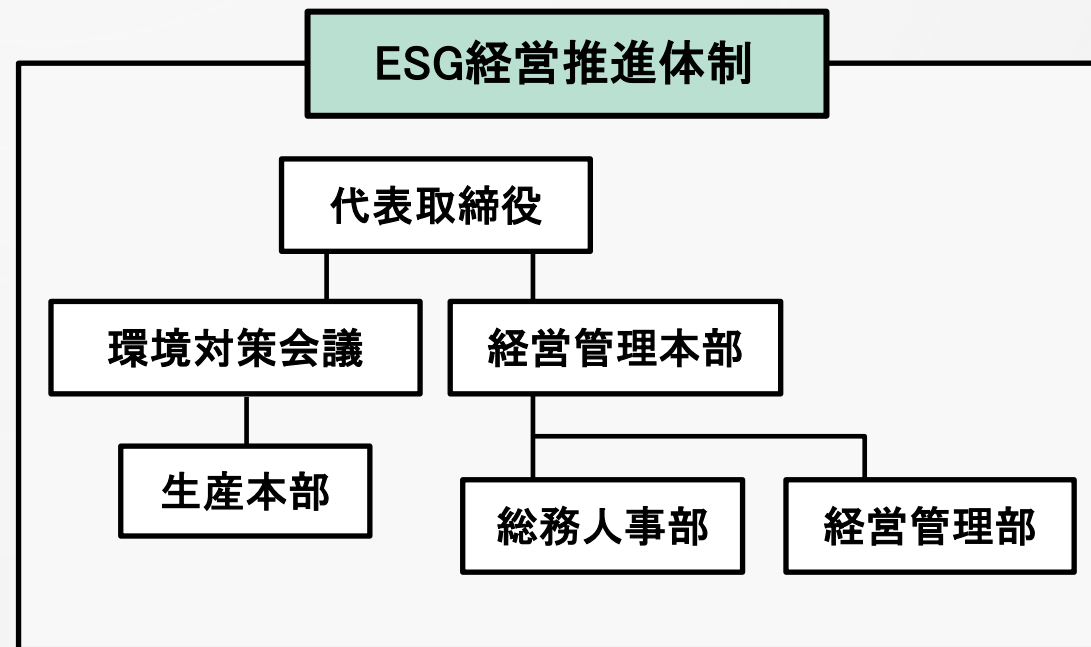 ESG経営推進体制
代表取締役
環境対策会議
経営管理本部
生産本部
総務人事部
経営管理部